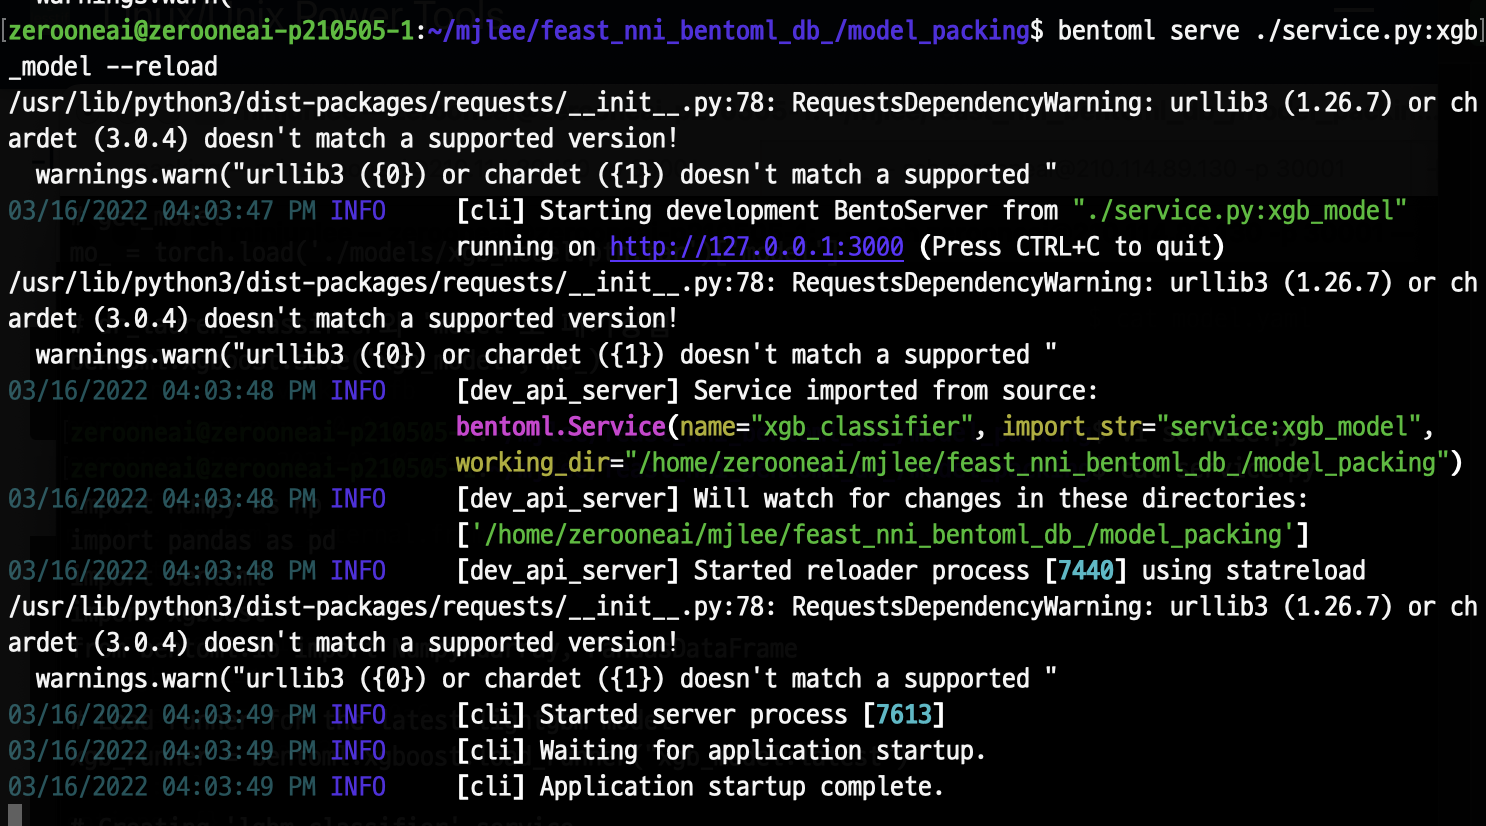 warnings.warn(
[zerooneai@zerooneai-p210505-1:~/mjlee/feast_nni_bentoml_db_/model_packing$ bentoml serve ./service.py:xgb]
_model --reload
/usr/lib/python3/dist-packages/requests/__init__.py:78: RequestsDependencyWarning: urllib3 (1.26.7) or ch
ardet (3.0.4) doesn't match a supported version!
  warnings.warn("urllib3 ({0}) or chardet ({1}) doesn't match a supported "
03/16/2022 04:03:47 PM INFO     [cli] Starting development BentoServer from "./service.py:xgb_model"
                                running on http://127.0.0.1:3000 (Press CTRL+C to quit)
/usr/lib/python3/dist-packages/requests/__init__.py:78: RequestsDependencyWarning: urllib3 (1.26.7) or ch
ardet (3.0.4) doesn't match a supported version!
  warnings.warn("urllib3 ({0}) or chardet ({1}) doesn't match a supported "
03/16/2022 04:03:48 PM INFO     [dev_api_server] Service imported from source:
                                bentoml.Service(name="xgb_classifier", import_str="service:xgb_model",
                                working_dir="/home/zerooneai/mjlee/feast_nni_bentoml_db_/model_packing")
03/16/2022 04:03:48 PM INFO     [dev_api_server] Will watch for changes in these directories:
                                ['/home/zerooneai/mjlee/feast_nni_bentoml_db_/model_packing']
03/16/2022 04:03:48 PM INFO     [dev_api_server] Started reloader process [7440] using statreload
/usr/lib/python3/dist-packages/requests/__init__.py:78: RequestsDependencyWarning: urllib3 (1.26.7) or ch
ardet (3.0.4) doesn't match a supported version!
  warnings.warn("urllib3 ({0}) or chardet ({1}) doesn't match a supported "
03/16/2022 04:03:49 PM INFO     [cli] Started server process [7613]
03/16/2022 04:03:49 PM INFO     [cli] Waiting for application startup.
03/16/2022 04:03:49 PM INFO     [cli] Application startup complete.